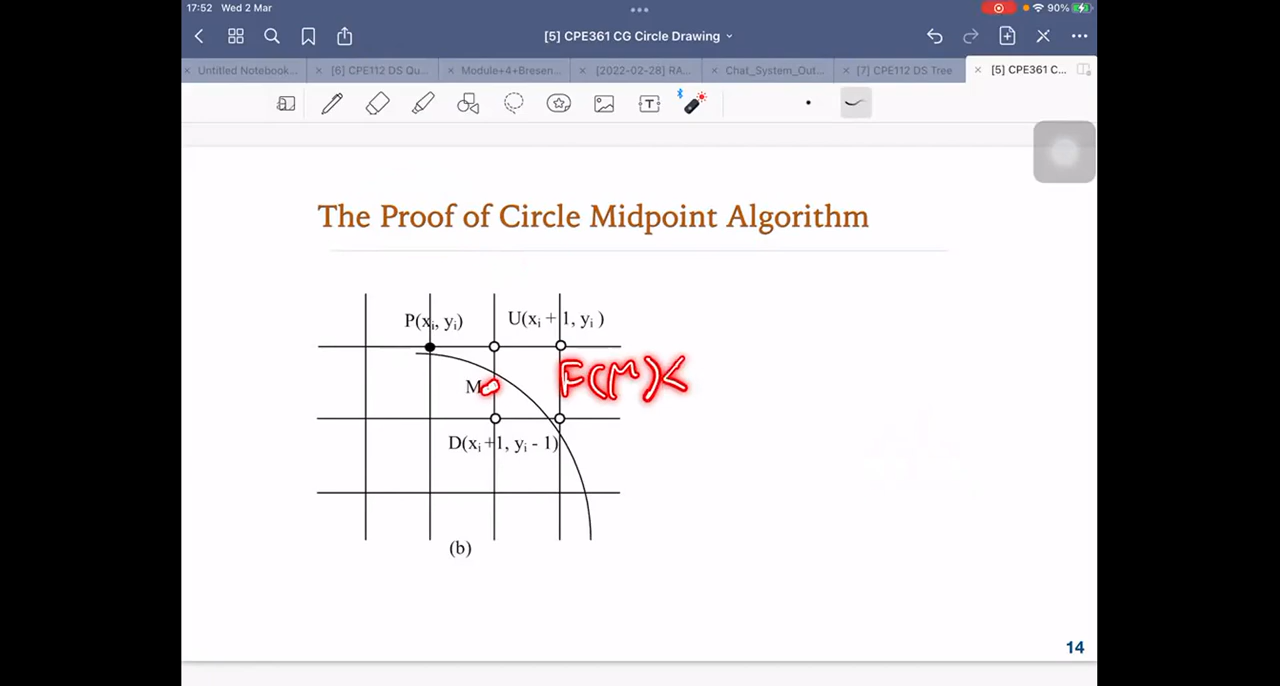 17:52 Wed 2 Mar
90%
[5] CPE361 CG Circle Drawing
Untitled Notebook...
[6] CPE112 DS Qu...
Module+4+Bresen...
[2022-02-28] RA...
Chat_System_Out...
[7] CPE112 DS Tree
[5] CPE361 C...
T
The Proof of Circle Midpoint Algorithm
P(xᵢ, yᵢ)
U(xᵢ + 1, yᵢ )
M
F(M)<
D(xᵢ +1, yᵢ - 1)
(b)
14